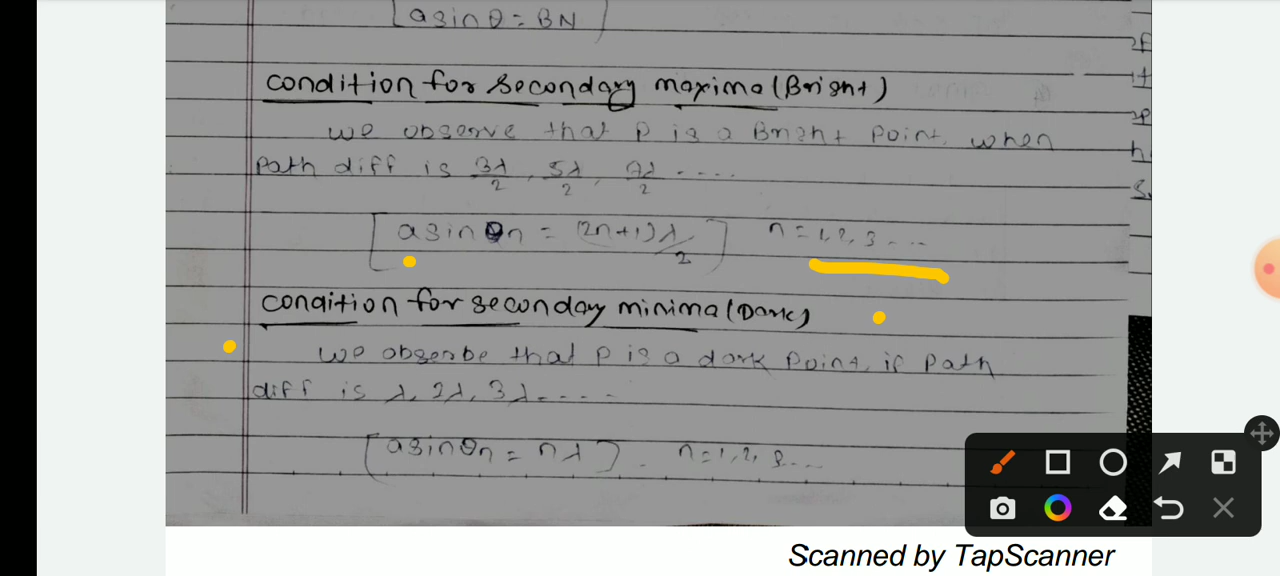 [asinθ = BN]
condition for secondary maxima (Bright)
we observe that P is a Bright Point, when
Path diff is 3λ/2, 5λ/2, 7λ/2 ....
[asinθn = (2n+1)λ/2] n = 1, 2, 3 ...
condition for seconday minima (Dark)
we obserbe that P is a dark Point, if Path
diff is λ, 2λ, 3λ ....
[asinθn = nλ]. n = 1, 2, 3 ...
Scanned by TapScanner